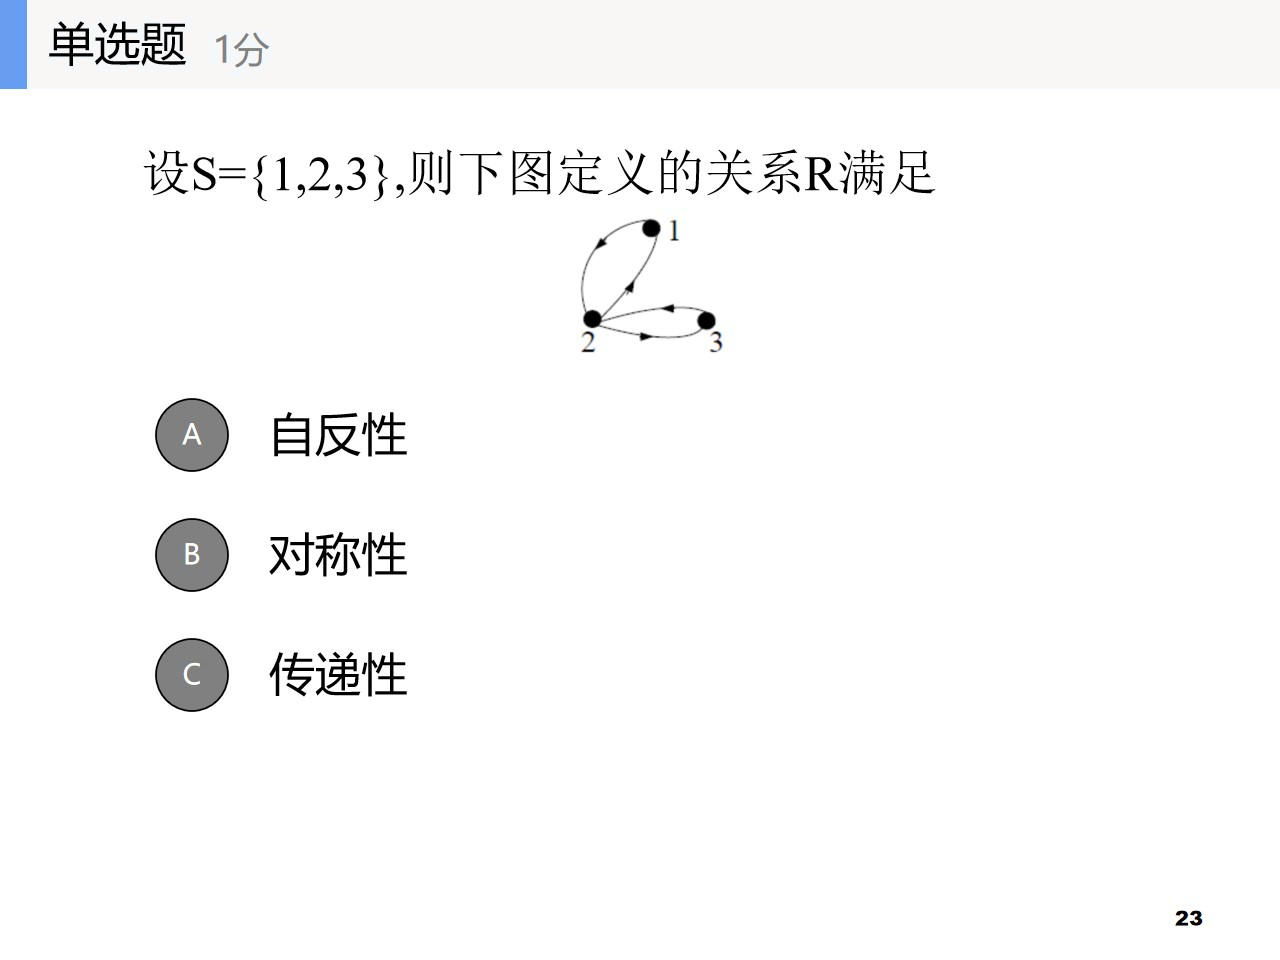 单选题 1分
设S={1,2,3},则下图定义的关系R满足
1
2 3
A 自反性
B 对称性
C 传递性
23